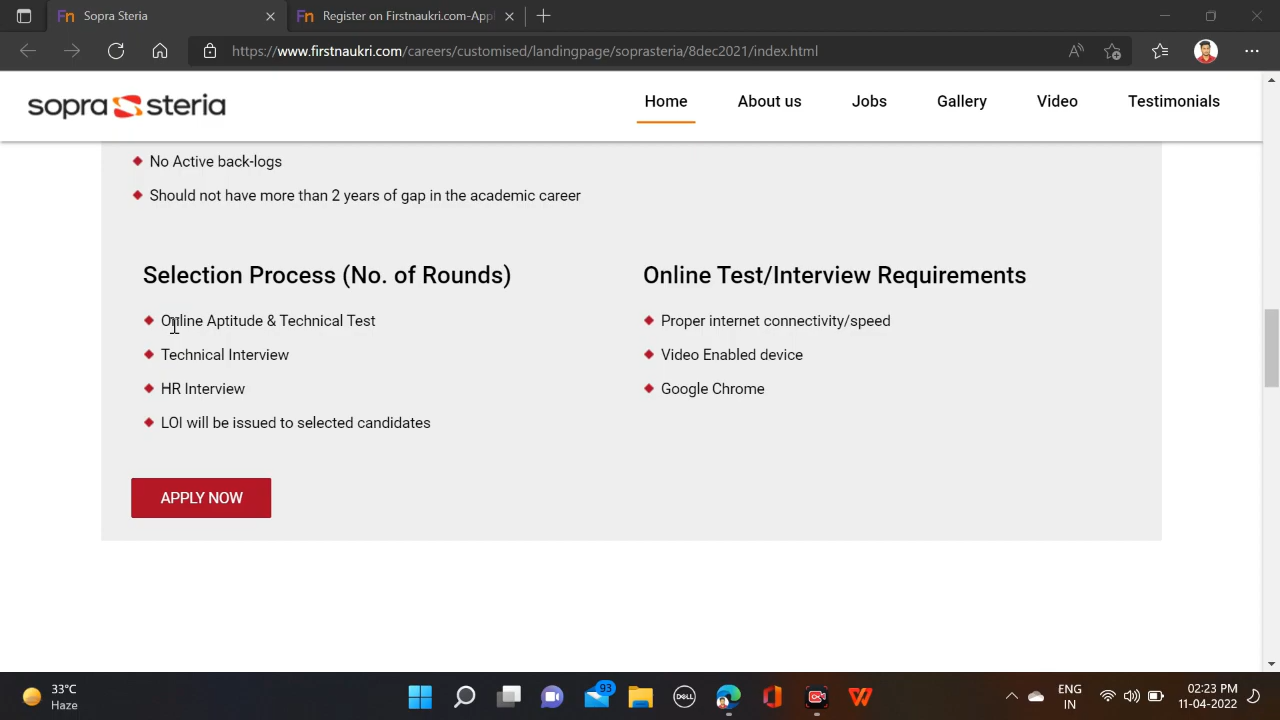 Sopra Steria
Register on Firstnaukri.com-Appl
https://www.firstnaukri.com/careers/customised/landingpage/soprasteria/8dec2021/index.html
sopra steria
Home
About us
Jobs
Gallery
Video
Testimonials
No Active back-logs
Should not have more than 2 years of gap in the academic career
Selection Process (No. of Rounds)
Online Aptitude & Technical Test
Technical Interview
HR Interview
LOI will be issued to selected candidates
Online Test/Interview Requirements
Proper internet connectivity/speed
Video Enabled device
Google Chrome
APPLY NOW
33°C
Haze
93
DELL
ENG
IN
02:23 PM
11-04-2022